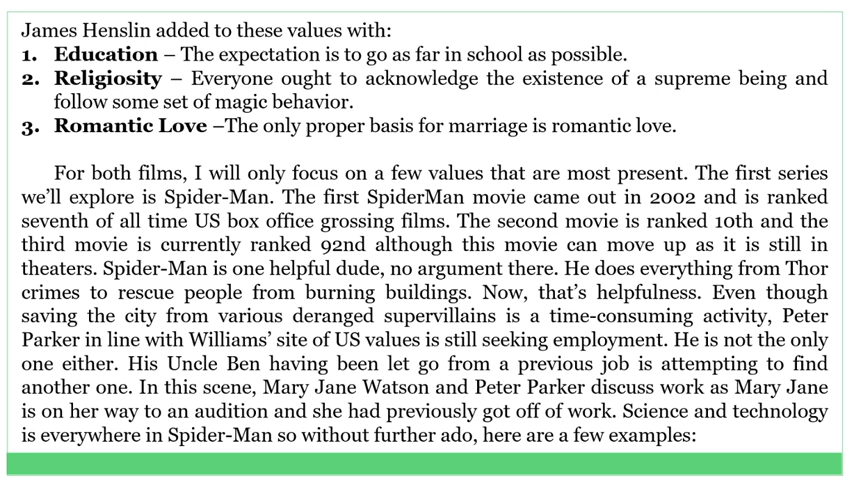 James Henslin added to these values with:
1. Education – The expectation is to go as far in school as possible.
2. Religiosity – Everyone ought to acknowledge the existence of a supreme being and
follow some set of magic behavior.
3. Romantic Love –The only proper basis for marriage is romantic love.
For both films, I will only focus on a few values that are most present. The first series
we'll explore is Spider-Man. The first SpiderMan movie came out in 2002 and is ranked
seventh of all time US box office grossing films. The second movie is ranked 10th and the
third movie is currently ranked 92nd although this movie can move up as it is still in
theaters. Spider-Man is one helpful dude, no argument there. He does everything from Thor
crimes to rescue people from burning buildings. Now, that's helpfulness. Even though
saving the city from various deranged supervillains is a time-consuming activity, Peter
Parker in line with Williams' site of US values is still seeking employment. He is not the only
one either. His Uncle Ben having been let go from a previous job is attempting to find
another one. In this scene, Mary Jane Watson and Peter Parker discuss work as Mary Jane
is on her way to an audition and she had previously got off of work. Science and technology
is everywhere in Spider-Man so without further ado, here are a few examples: